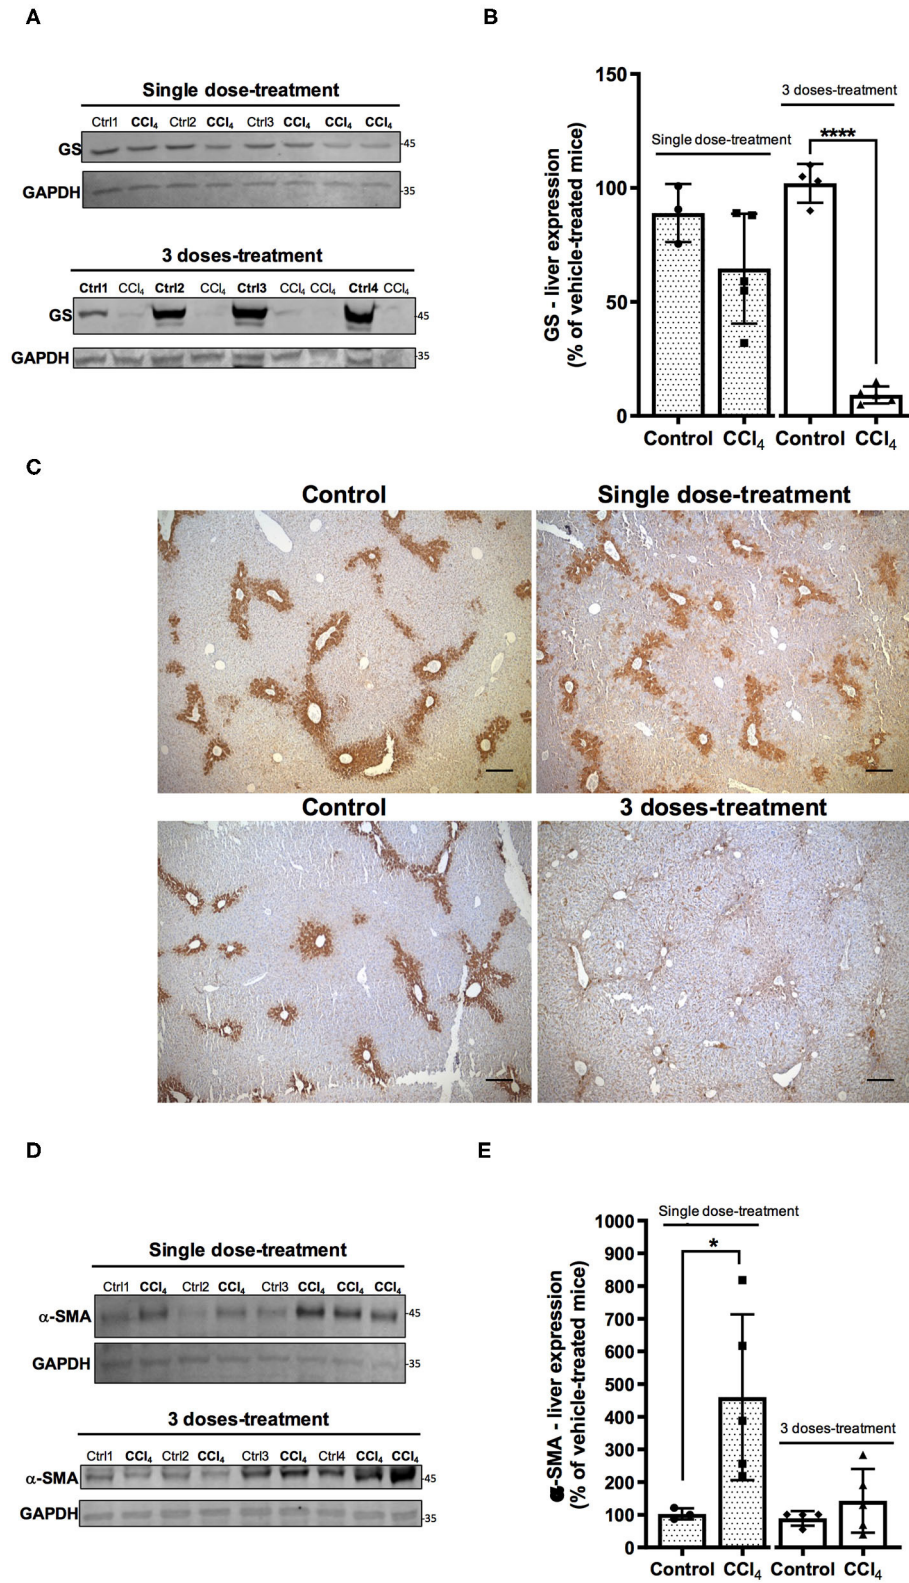 A
Single dose-treatment
Ctrl1 CCl₄ Ctrl2 CCl₄ Ctrl3 CCl₄ CCl₄ CCl₄
GS -45
GAPDH -35
3 doses-treatment
Ctrl1 CCl₄ Ctrl2 CCl₄ Ctrl3 CCl₄ CCl₄ Ctrl4 CCl₄
GS 45
GAPDH -35
B
GS - liver expression
(% of vehicle-treated mice)
150
100
50
0
Single dose-treatment
3 doses-treatment
****
Control CCl₄ Control CCl₄
C
Control Single dose-treatment
Control 3 doses-treatment
D
Single dose-treatment
Ctrl1 CCl₄ Ctrl2 CCl₄ Ctrl3 CCl₄ CCl₄ CCl₄
α-SMA -45
GAPDH -35
3 doses-treatment
Ctrl1 CCl₄ Ctrl2 CCl₄ Ctrl3 CCl₄ Ctrl4 CCl₄ CCl₄
α-SMA -45
GAPDH -35
E
α-SMA - liver expression
(% of vehicle-treated mice)
1000
900
800
700
600
500
400
300
200
100
0
Single dose-treatment
*
3 doses-treatment
Control CCl₄ Control CCl₄